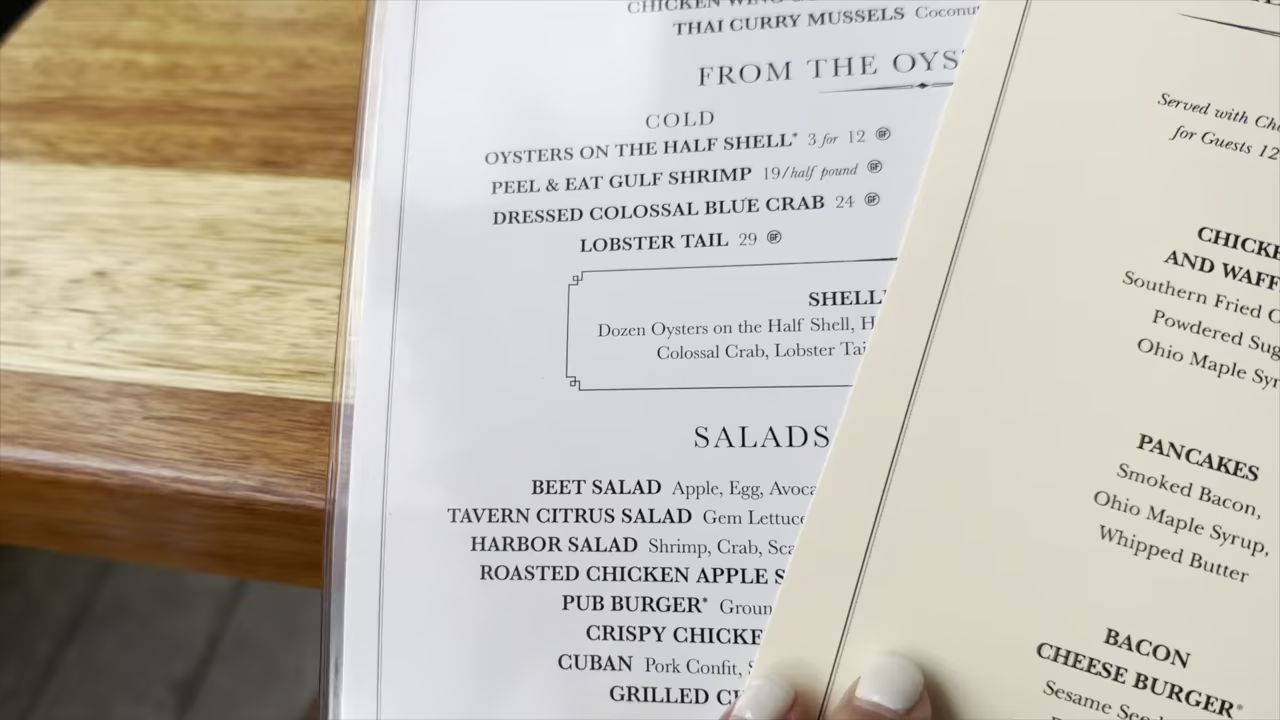 THAI CURRY MUSSELS Coconut
FROM THE OYS
COLD
OYSTERS ON THE HALF SHELL* 3 for 12 GF
PEEL & EAT GULF SHRIMP 19/half pound GF
DRESSED COLOSSAL BLUE CRAB 24 GF
LOBSTER TAIL 29 GF
SHELL
Dozen Oysters on the Half Shell, H
Colossal Crab, Lobster Tai
SALADS
BEET SALAD Apple, Egg, Avoca
TAVERN CITRUS SALAD Gem Lettuce
HARBOR SALAD Shrimp, Crab, Sca
ROASTED CHICKEN APPLE S
PUB BURGER* Groun
CRISPY CHICKE
CUBAN Pork Confit,
GRILLED CH
Served with Cho
for Guests 12
CHICKE
AND WAFF
Southern Fried C
Powdered Sug
Ohio Maple Syr
PANCAKES
Smoked Bacon,
Ohio Maple Syrup,
Whipped Butter
BACON
CHEESE BURGER*
Sesame Seed